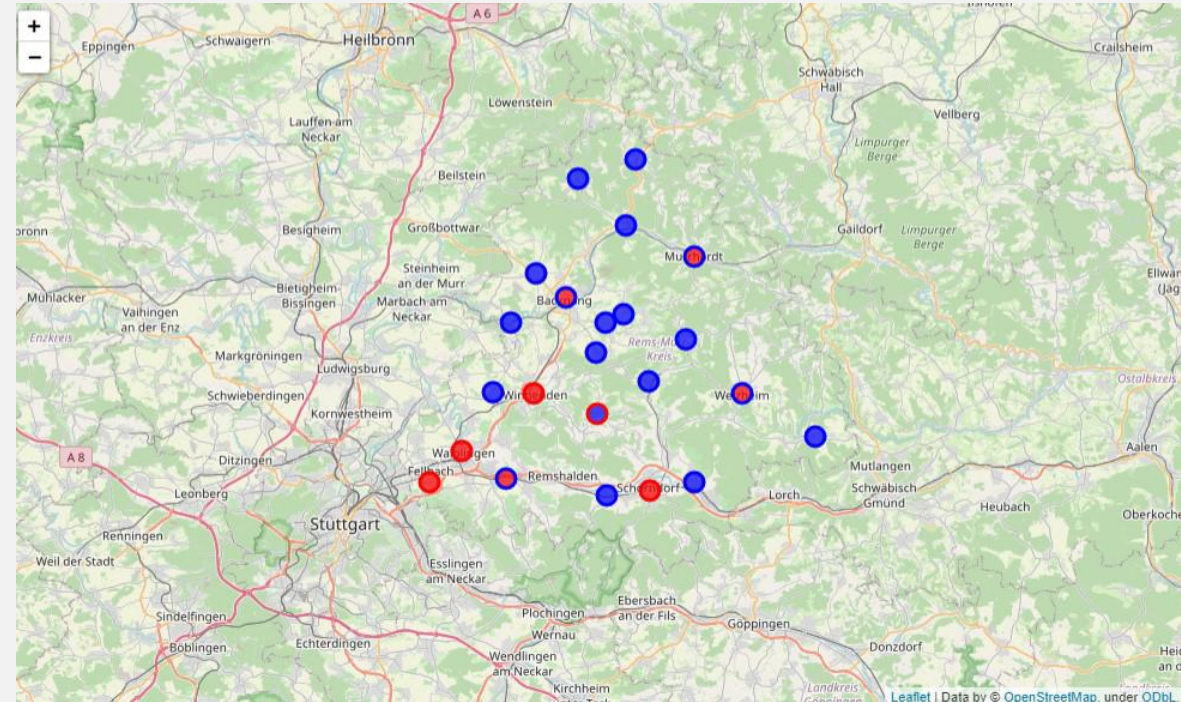 +
−
A 6
Eppingen
Schwaigern
Heilbronn
Crailsheim
Schwäbisch
Hall
Löwenstein
Vellberg
Lauffen am
Neckar
Limpurger
Berge
Beilstein
Besigheim
Großbottwar
Gaildorf
Limpurger
Berge
Steinheim
an der Murr
Bietigheim
Bissingen
Marbach am
Neckar
Mühlacker
Vaihingen
an der Enz
Enzkreis
Markgröningen
Ludwigsburg
Kreis
Ostalbkreis
Schwieberdingen
Kornwestheim
Aalen
A 8
Ditzingen
Fellbach
Remshalden
Mutlangen
Leonberg
Lorch
Schwäbisch
Gmünd
Heubach
Stuttgart
Renningen
Weil der Stadt
Esslingen
am Neckar
Ebersbach
an der Fils
Plochingen
Sindelfingen
Göppingen
Wernau
Echterdingen
Böblingen
Donzdorf
Wendlingen
am Neckar
Kirchheim
Landkreis
Leaflet | Data by © OpenStreetMap, under ODbL.